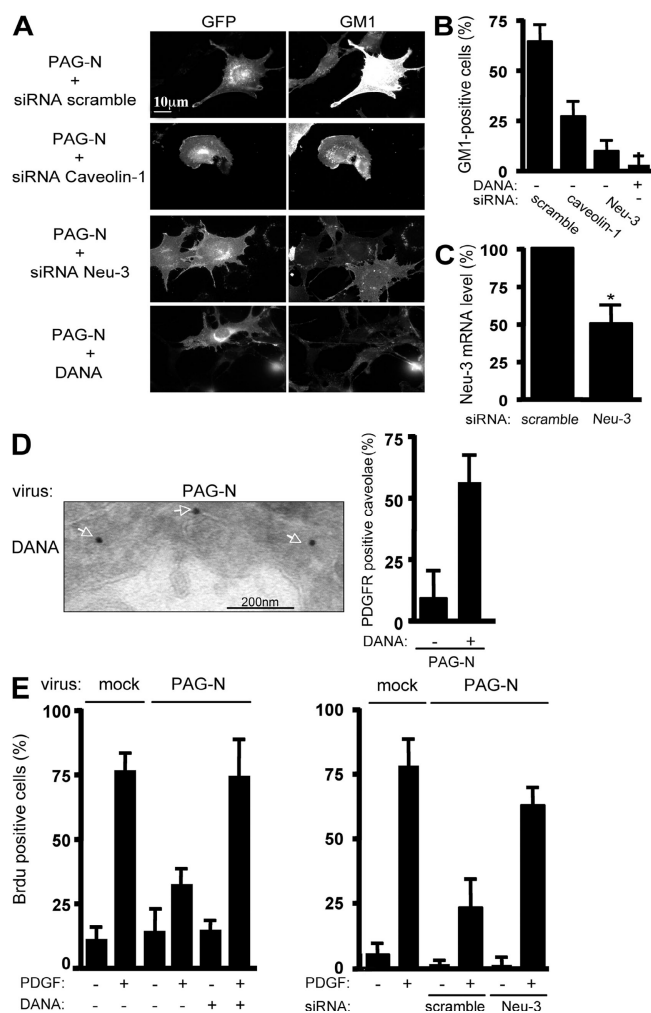 A
GFP GM1
PAG-N
+
siRNA scramble
10µm
PAG-N
+
siRNA Caveolin-1
PAG-N
+
siRNA Neu-3
PAG-N
+
DANA
B
GM1-positive cells (%)
75
50
25
0
DANA: - - - +
siRNA: scramble caveolin-1 Neu-3 -
C
Neu-3 mRNA level (%)
100
75
50
25
0
*
siRNA: scramble Neu-3
D
virus: PAG-N
DANA
200nm
PDGFR positive caveolae (%)
75
50
25
0
DANA: - +
PAG-N
E
virus: mock PAG-N
Brdu positive cells (%)
100
75
50
25
0
PDGF: - + - + - +
DANA: - - - - + +
mock PAG-N
100
75
50
25
0
PDGF: - + - + - +
siRNA: scramble Neu-3